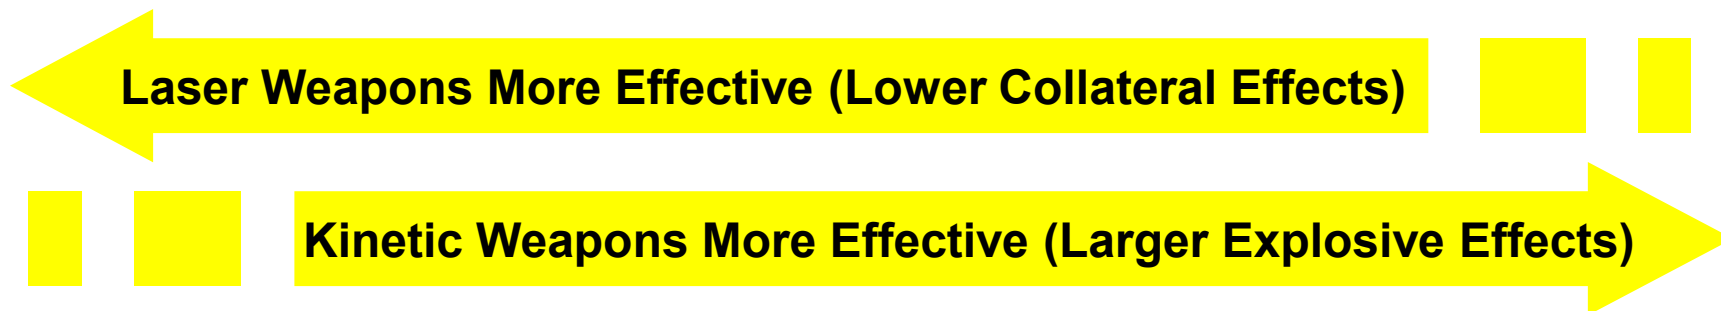 Laser Weapons More Effective (Lower Collateral Effects)
Kinetic Weapons More Effective (Larger Explosive Effects)